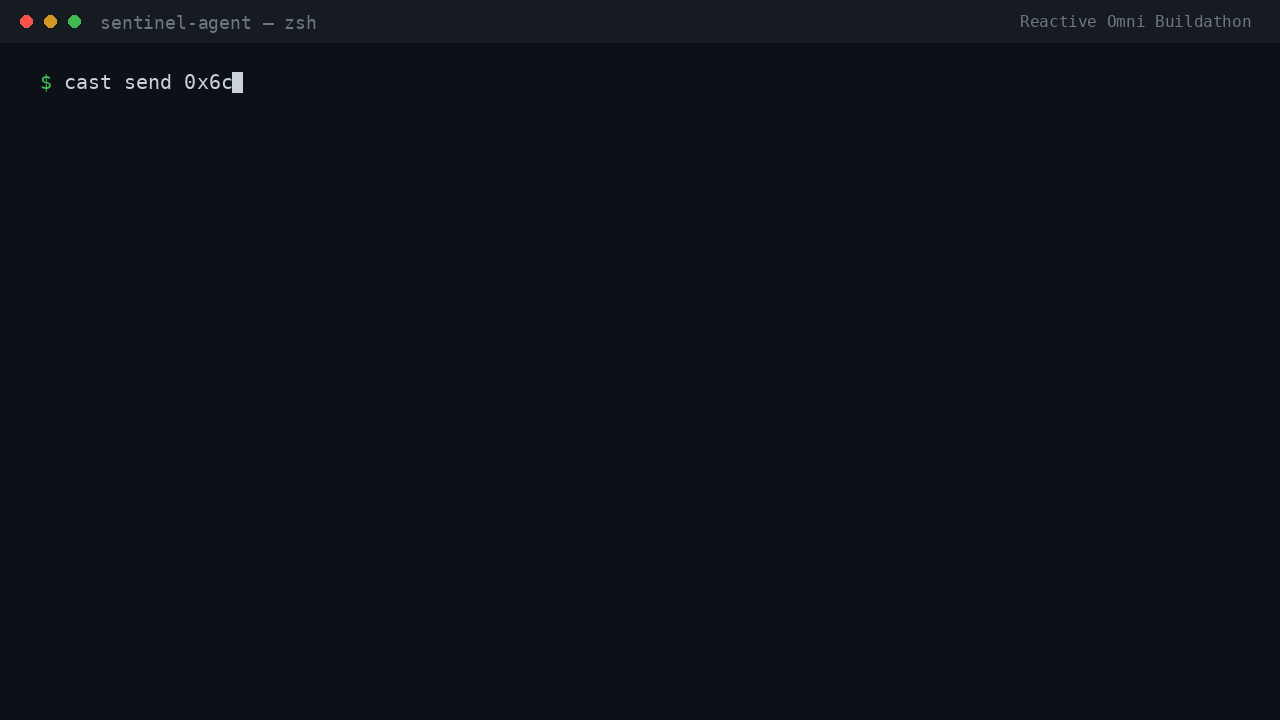 sentinel-agent — zsh
Reactive Omni Buildathon
$ cast send 0x6c